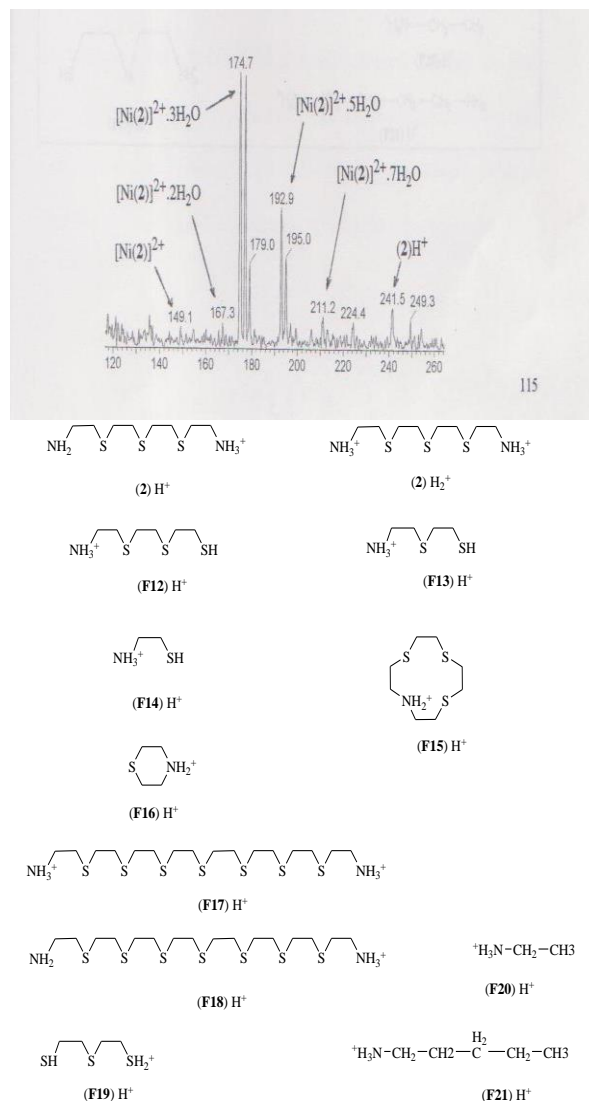 174.7
[Ni(2)]²⁺.3H₂O
[Ni(2)]²⁺.5H₂O
[Ni(2)]²⁺.7H₂O
[Ni(2)]²⁺.2H₂O
192.9
[Ni(2)]²⁺
179.0
195.0
(2)H⁺
149.1
167.3
211.2
224.4
241.5
249.3
120 140 160 180 200 220 240 260
115
NH₂ S S S NH₃⁺
NH₃⁺ S S S NH₃⁺
(2) H⁺
(2) H₂⁺
NH₃⁺ S S SH
NH₃⁺ S SH
(F12) H⁺
(F13) H⁺
NH₃⁺ SH
S S
NH₂⁺ S
(F14) H⁺
(F15) H⁺
S NH₂⁺
(F16) H⁺
NH₃⁺ S S S S S S S NH₃⁺
(F17) H⁺
NH₂ S S S S S S S NH₃⁺
⁺H₃N−CH₂−CH3
(F18) H⁺
(F20) H⁺
SH S SH₂⁺
H₂
⁺H₃N−CH₂−CH2−C−CH₂−CH3
(F19) H⁺
(F21) H⁺